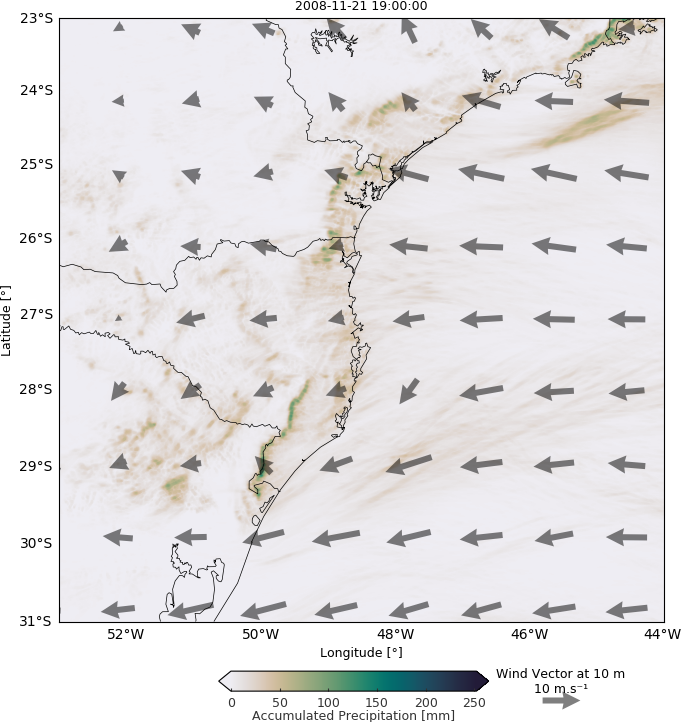 2008-11-21 19:00:00
23°S
24°S
25°S
26°S
27°S
28°S
29°S
30°S
31°S
Latitude [°]
52°W 50°W 48°W 46°W 44°W
Longitude [°]
0 50 100 150 200 250
Accumulated Precipitation [mm]
Wind Vector at 10 m
10 m.s⁻¹